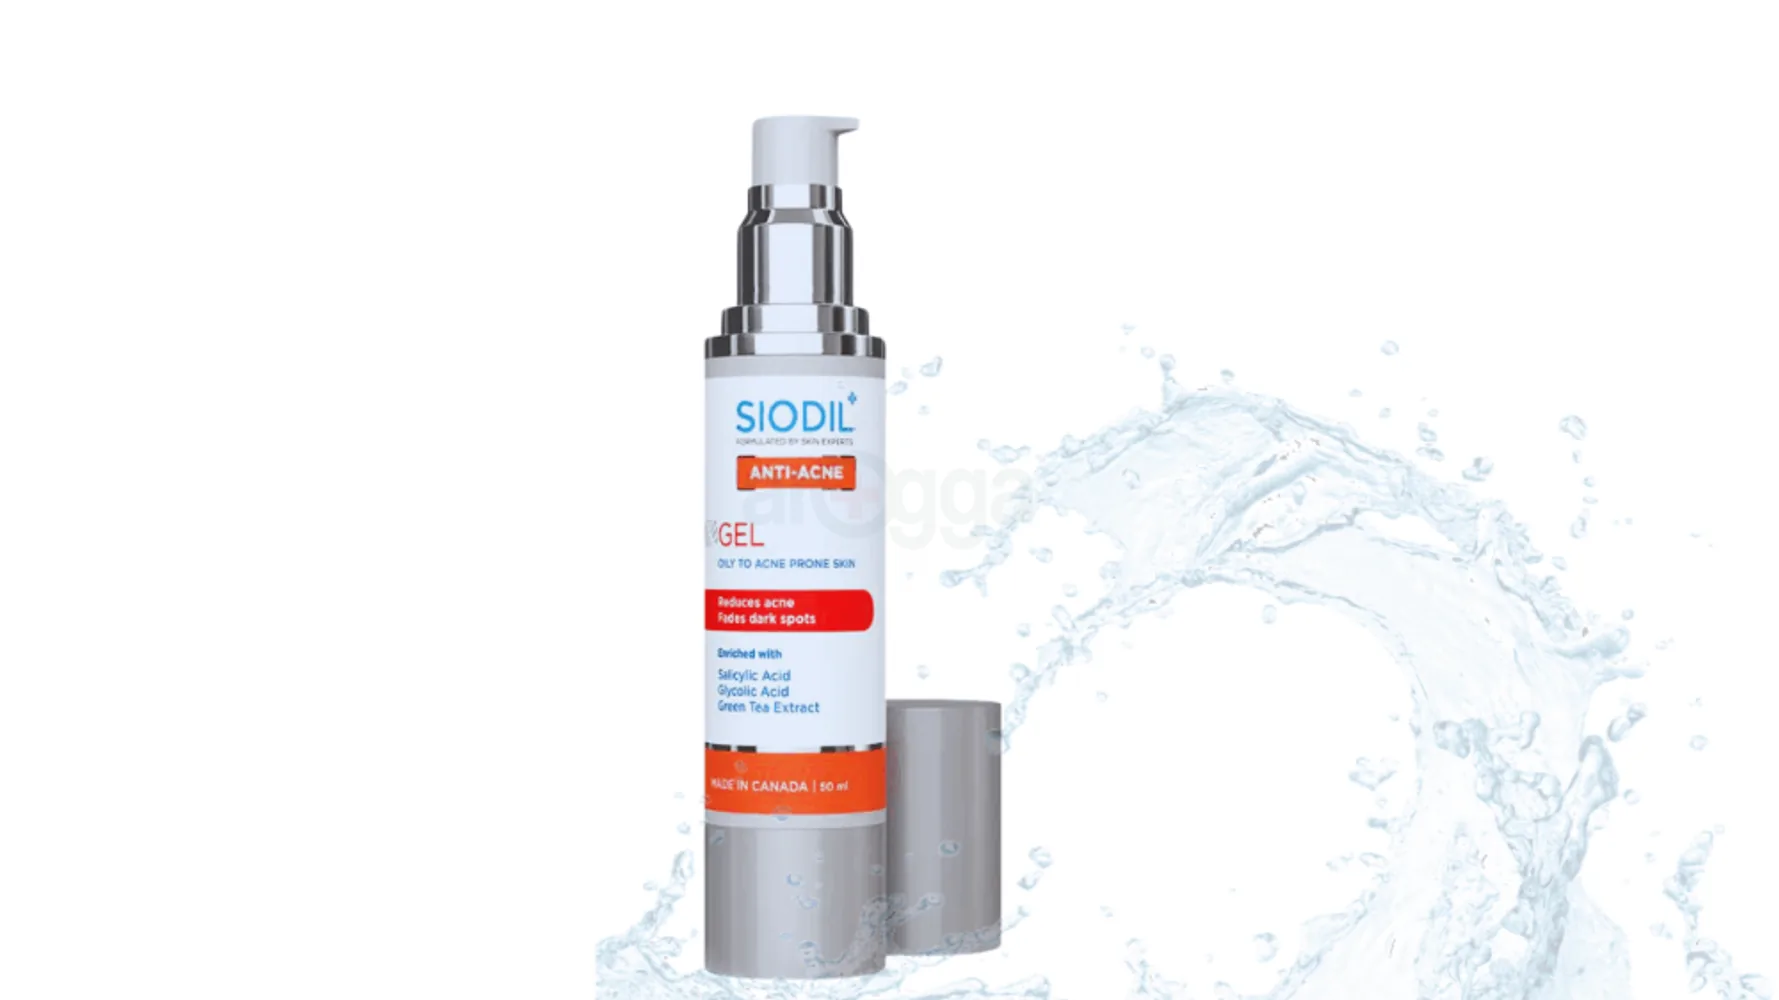 SIODIL
FORMULATED BY SKIN EXPERTS
ANTI-ACNE
GEL
OILY TO ACNE PRONE SKIN
Reduces acne
Fades dark spots
Enriched with
Salicylic Acid
Glycolic Acid
Green Tea Extract
MADE IN CANADA | 50 ml
arogga